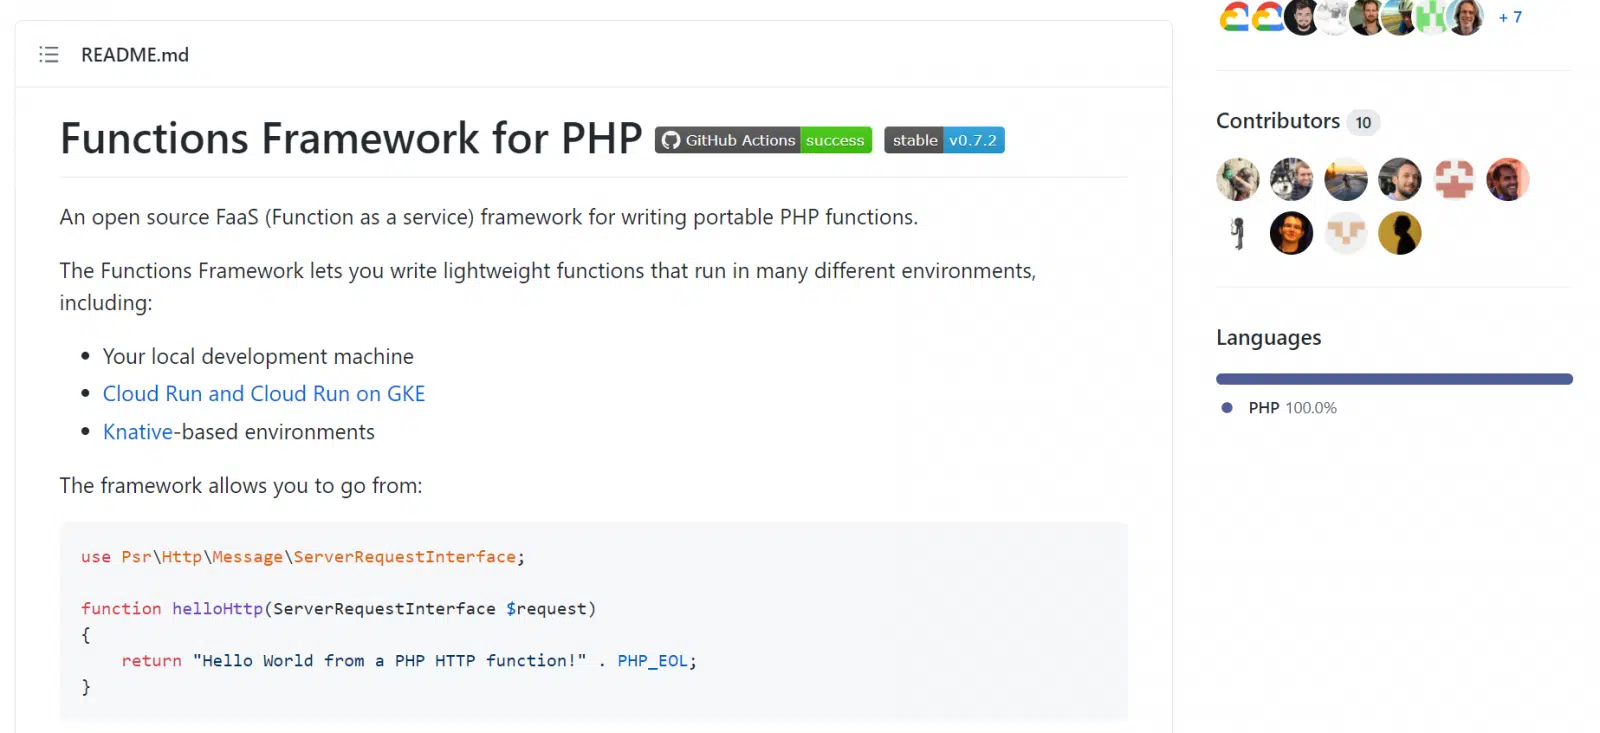 README.md
Functions Framework for PHP GitHub Actions success stable v0.7.2
An open source FaaS (Function as a service) framework for writing portable PHP functions.
The Functions Framework lets you write lightweight functions that run in many different environments,
including:
• Your local development machine
• Cloud Run and Cloud Run on GKE
• Knative-based environments
The framework allows you to go from:
use Psr\Http\Message\ServerRequestInterface;
function helloHttp(ServerRequestInterface $request)
{
    return "Hello World from a PHP HTTP function!" . PHP_EOL;
}
+ 7
Contributors 10
Languages
PHP 100.0%